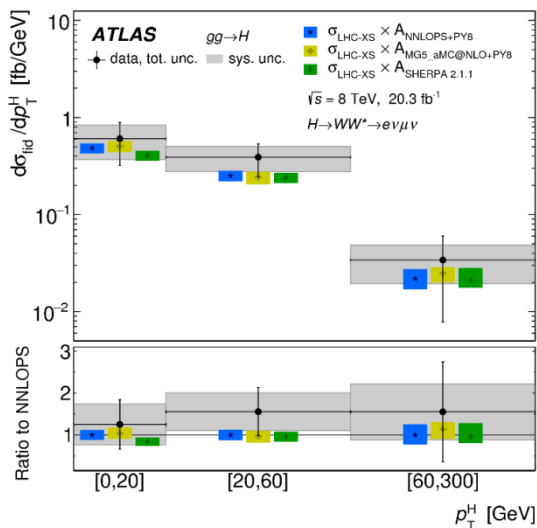 10
ATLAS gg→H
data, tot. unc. sys. unc.
σLHC-XS × ANNLOPS+PY8
σLHC-XS × AMG5_aMC@NLO+PY8
σLHC-XS × ASHERPA 2.1.1
√s = 8 TeV, 20.3 fb⁻¹
H→WW*→eνμν
dσfid/dpTH [fb/GeV]
1
10⁻¹
10⁻²
Ratio to NNLOPS
3
2
1
[0,20] [20,60] [60,300]
pTH [GeV]